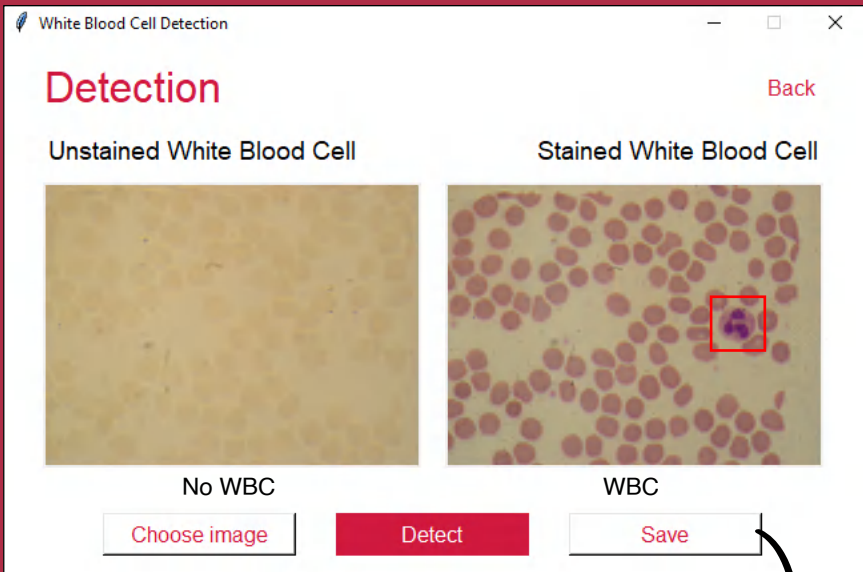 White Blood Cell Detection
Detection
Back
Unstained White Blood Cell
Stained White Blood Cell
No WBC
WBC
Choose image
Detect
Save